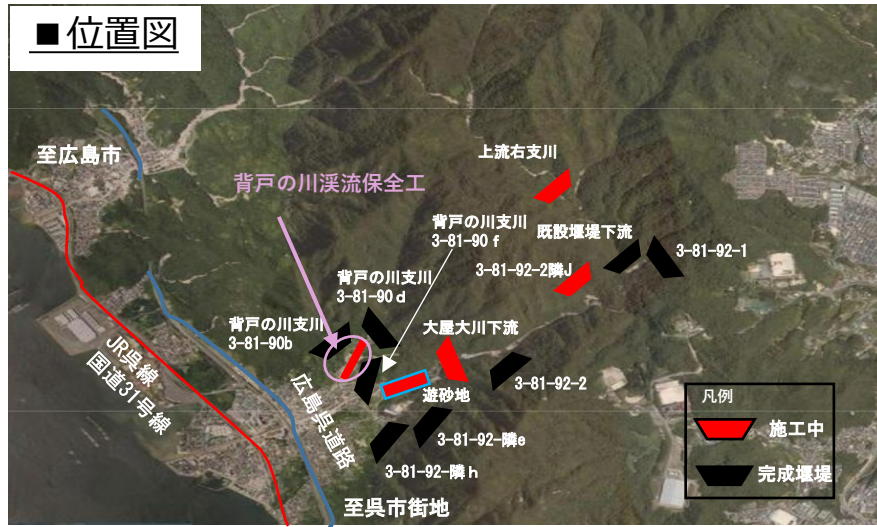 ■位置図
至広島市
上流右支川
背戸の川渓流保全工
背戸の川支川
3-81-90 f
既設堰堤下流
3-81-92-1
3-81-92-2隣J
背戸の川支川
3-81-90 d
背戸の川支川
3-81-90b
大屋大川下流
JR呉線
国道31号線
広島呉道路
3-81-92-2
遊砂地
凡例
施工中
完成堰堤
3-81-92-隣e
3-81-92-隣h
至呉市街地